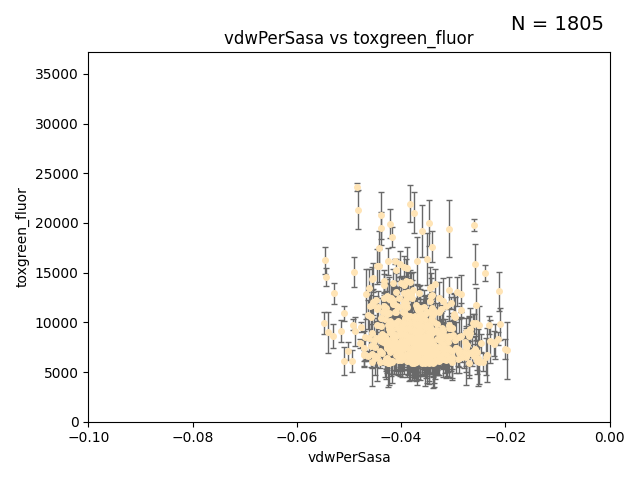 N = 1805
vdwPerSasa vs toxgreen_fluor
35000
30000
25000
20000
15000
10000
5000
0
toxgreen_fluor
−0.10 −0.08 −0.06 −0.04 −0.02 0.00
vdwPerSasa